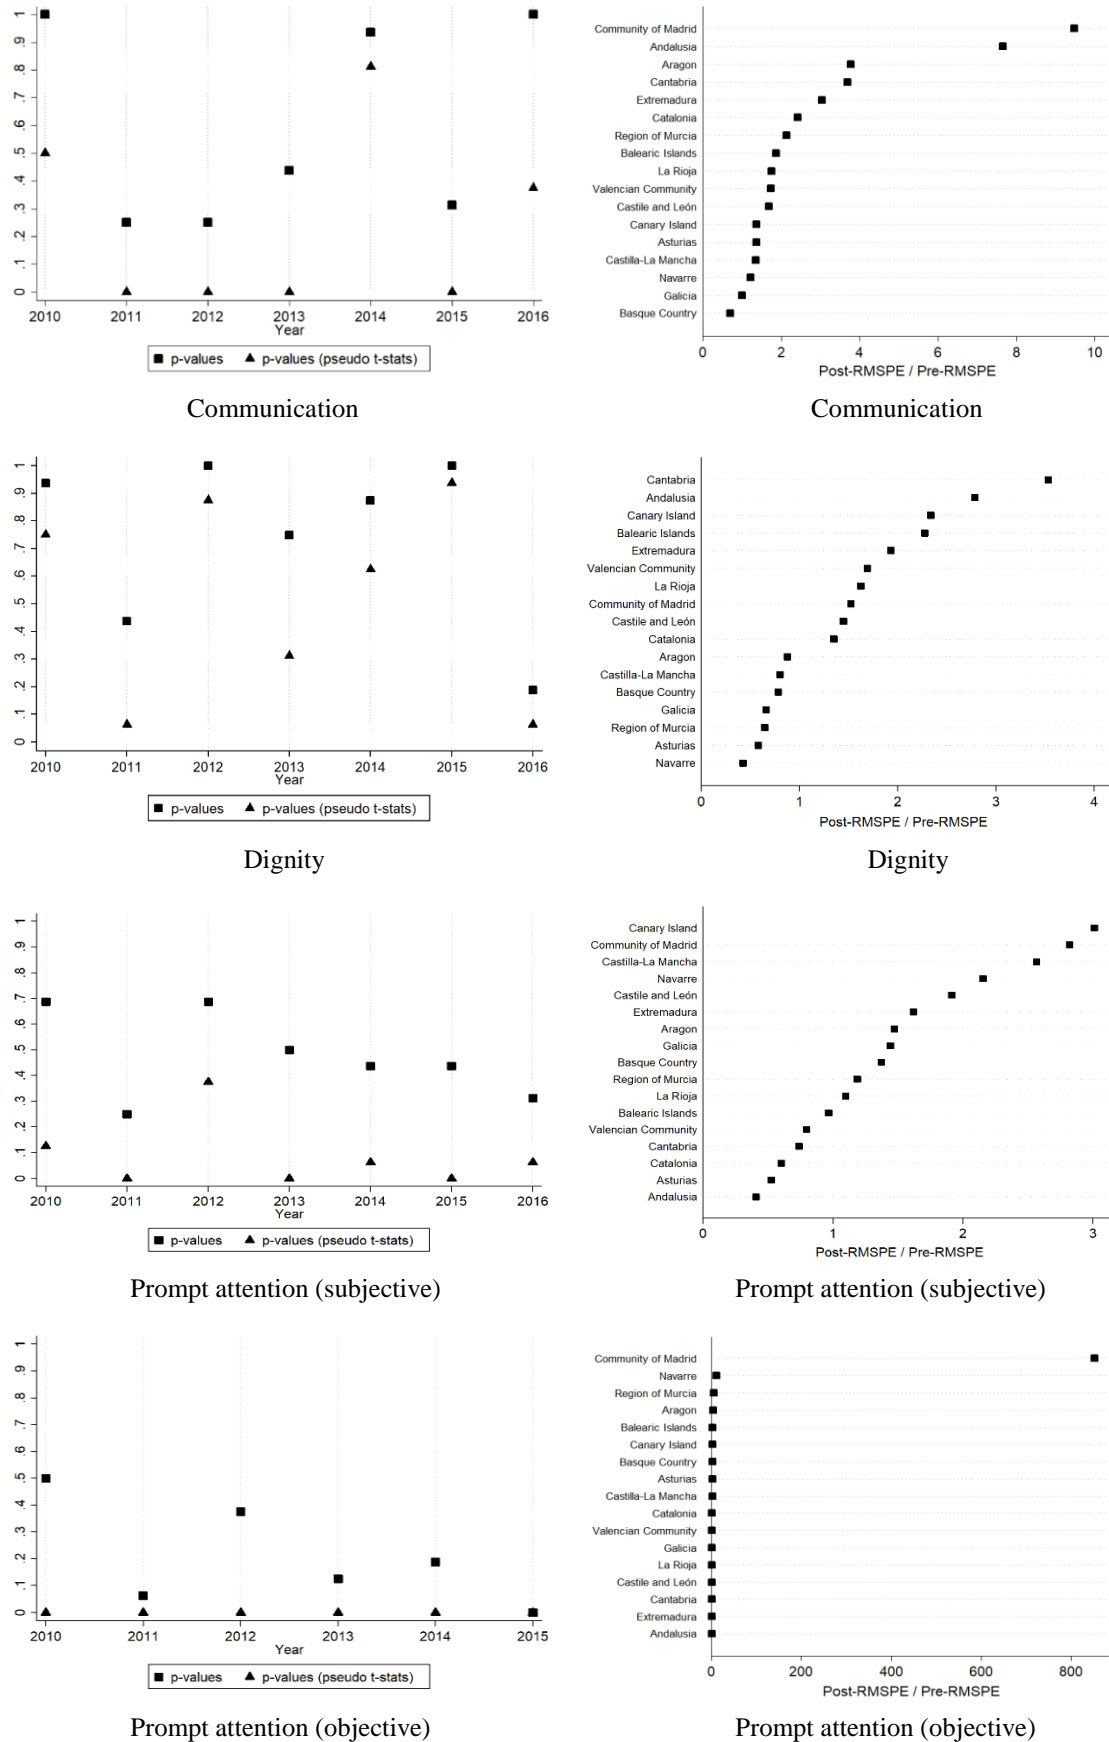 1
.9
.8
.7
.6
.5
.4
.3
.2
.1
0
2010 2011 2012 2013 2014 2015 2016
Year
p-values p-values (pseudo t-stats)
Communication
Community of Madrid
Andalusia
Aragon
Cantabria
Extremadura
Catalonia
Region of Murcia
Balearic Islands
La Rioja
Valencian Community
Castile and León
Canary Island
Asturias
Castilla-La Mancha
Navarre
Galicia
Basque Country
0 2 4 6 8 10
Post-RMSPE / Pre-RMSPE
Communication
1
.9
.8
.7
.6
.5
.4
.3
.2
.1
0
2010 2011 2012 2013 2014 2015 2016
Year
p-values p-values (pseudo t-stats)
Dignity
Cantabria
Andalusia
Canary Island
Balearic Islands
Extremadura
Valencian Community
La Rioja
Community of Madrid
Castile and León
Catalonia
Aragon
Castilla-La Mancha
Basque Country
Galicia
Region of Murcia
Asturias
Navarre
0 1 2 3 4
Post-RMSPE / Pre-RMSPE
Dignity
1
.9
.8
.7
.6
.5
.4
.3
.2
.1
0
2010 2011 2012 2013 2014 2015 2016
Year
p-values p-values (pseudo t-stats)
Prompt attention (subjective)
Canary Island
Community of Madrid
Castilla-La Mancha
Navarre
Castile and León
Extremadura
Aragon
Galicia
Basque Country
Region of Murcia
La Rioja
Balearic Islands
Valencian Community
Cantabria
Catalonia
Asturias
Andalusia
0 1 2 3
Post-RMSPE / Pre-RMSPE
Prompt attention (subjective)
1
.9
.8
.7
.6
.5
.4
.3
.2
.1
0
2010 2011 2012 2013 2014 2015
Year
p-values p-values (pseudo t-stats)
Prompt attention (objective)
Community of Madrid
Navarre
Region of Murcia
Aragon
Balearic Islands
Canary Island
Basque Country
Asturias
Castilla-La Mancha
Catalonia
Valencian Community
Galicia
La Rioja
Castile and León
Cantabria
Extremadura
Andalusia
0 200 400 600 800
Post-RMSPE / Pre-RMSPE
Prompt attention (objective)